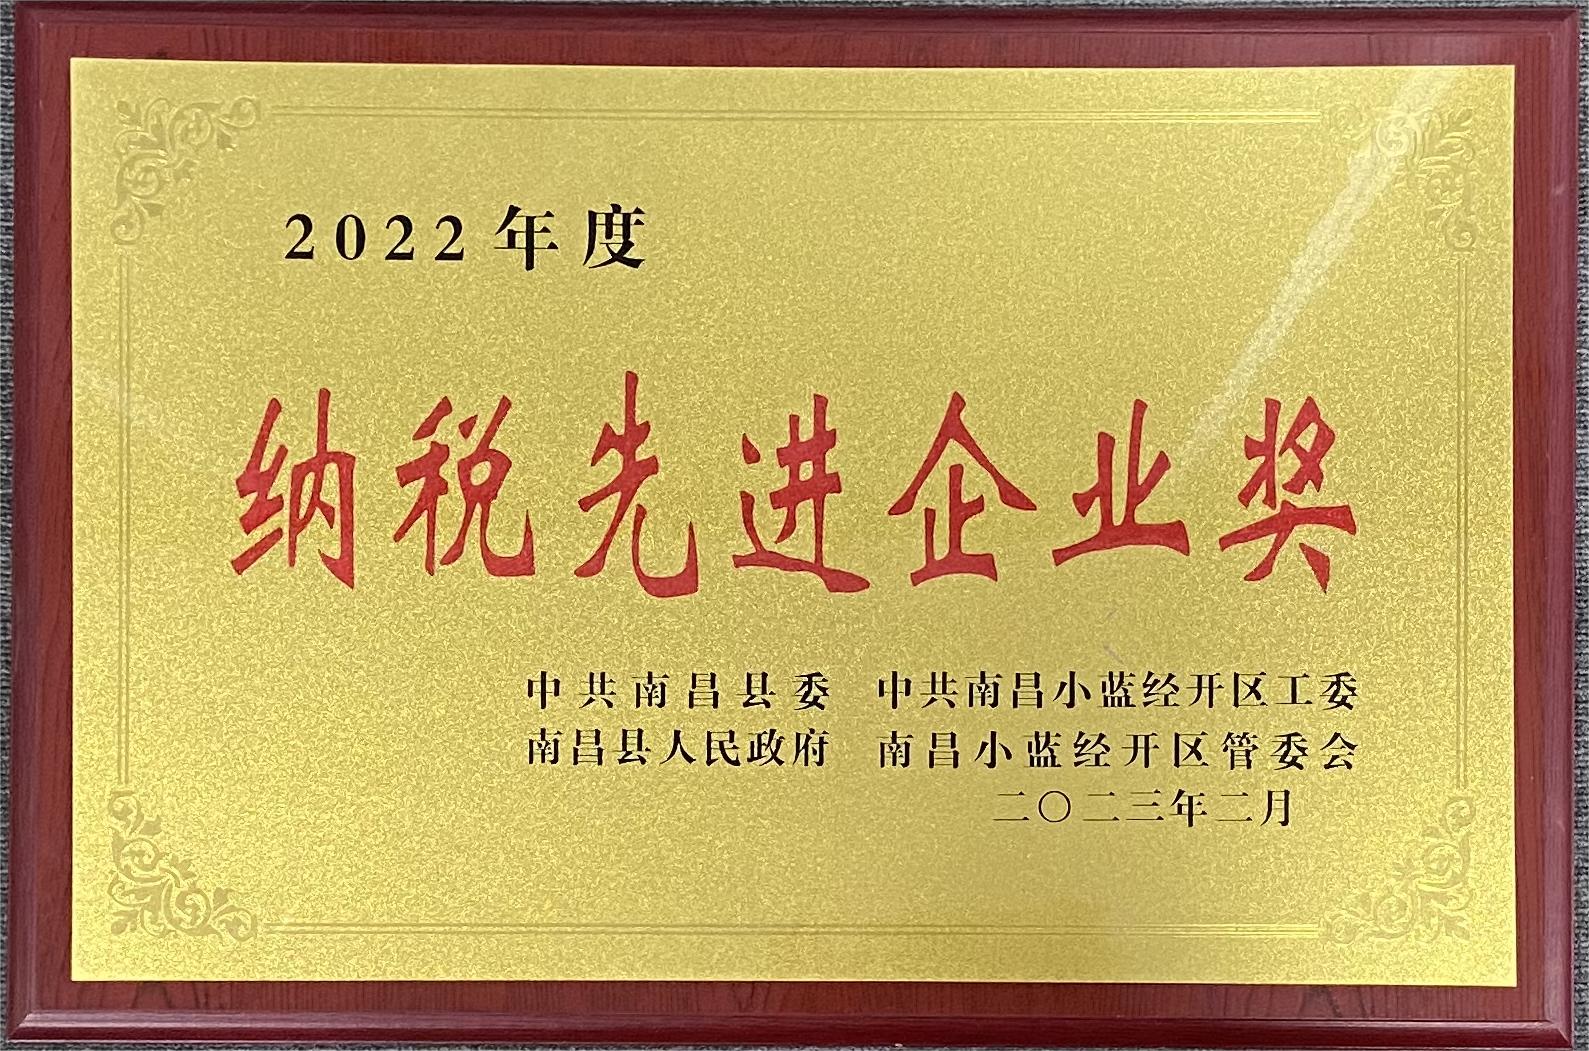 2022年度
纳税先进企业奖
中共南昌县委 中共南昌小蓝经开区工委
南昌县人民政府 南昌小蓝经开区管委会
二〇二三年二月